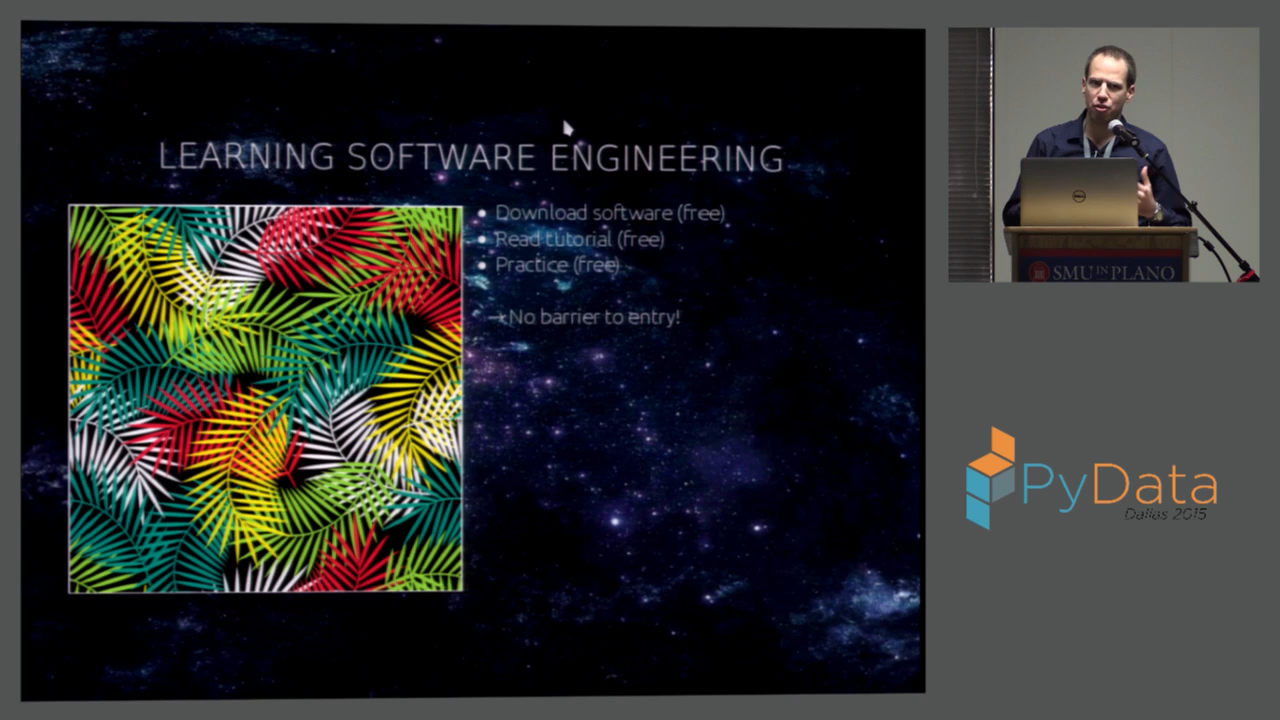 LEARNING SOFTWARE ENGINEERING
Download software (free)
Read tutorial (free)
Practice (free)
→No barrier to entry!
SMU IN PLANO
PyData
Dallas 2015
DELL